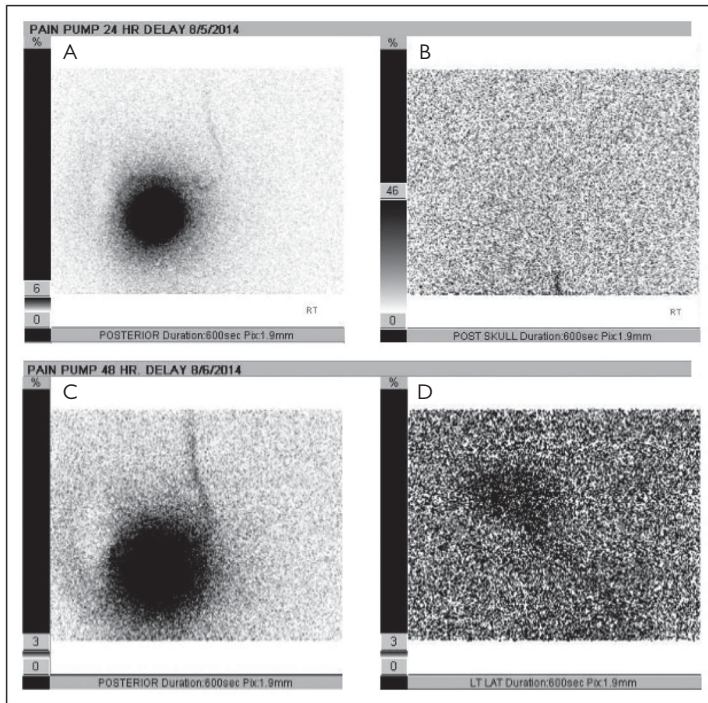 PAIN PUMP 24 HR DELAY 8/5/2014
%
A
6
0
RT
POSTERIOR Duration:600sec Pix:1.9mm
%
B
46
0
RT
POST SKULL Duration:600sec Pix:1.9mm
PAIN PUMP 48 HR. DELAY 8/6/2014
%
C
3
0
POSTERIOR Duration:600sec Pix:1.9mm
%
D
3
0
LT LAT Duration:600sec Pix:1.9mm